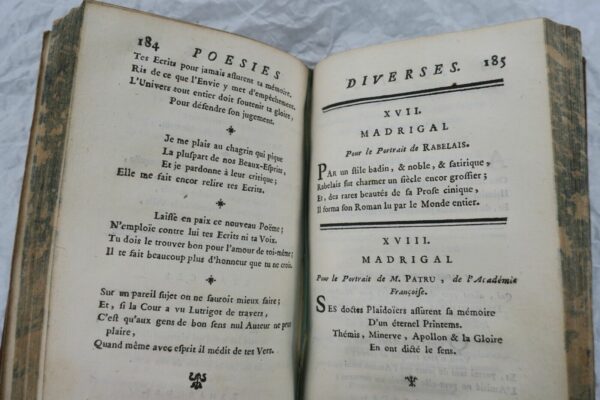 184 POESIES
Tes Ecrits pour jamais assurent ta mémoire.
Ris de ce que l'Envie y met d'empêchement.
L'Univers tout entier doit soutenir ta gloire,
Pour défendre son jugement.
Je me plais au chagrin qui pique
La pluspart de nos Beaux-Esprits,
Et je pardonne à leur critique;
Elle me fait encor relire tes Ecrits.
Laisse en paix ce nouveau Poëme;
N'emploïe contre lui tes Ecrits ni ta Voix.
Tu dois le trouver bon pour l'amour de toi-même;
Il te fait beaucoup plus d'honneur que tu ne crois.
Sur un pareil sujet on ne sauroit mieux faire;
Et, si la Cour a vu Lutrigot de travers,
C'est qu'aux gens de bon sens nul Auteur ne peut
plaire,
Quand même avec esprit il médit de tes Vers.
DIVERSES. 185
XVII.
MADRIGAL
Pour le Portrait de RABELAIS.
PAR un stile badin, & noble, & satirique,
Rabelais sut charmer un siècle encor grossier;
Et, des rares beautés de sa Prose cinique,
Il forma son Roman lu par le Monde entier.
XVIII.
MADRIGAL
Pour le Portrait de M. PATRU, de l'Académie
Françoise.
SES doctes Plaidoiers assurent sa mémoire
D'un éternel Printems.
Thémis, Minerve, Apollon & la Gloire
En ont dicté le sens.